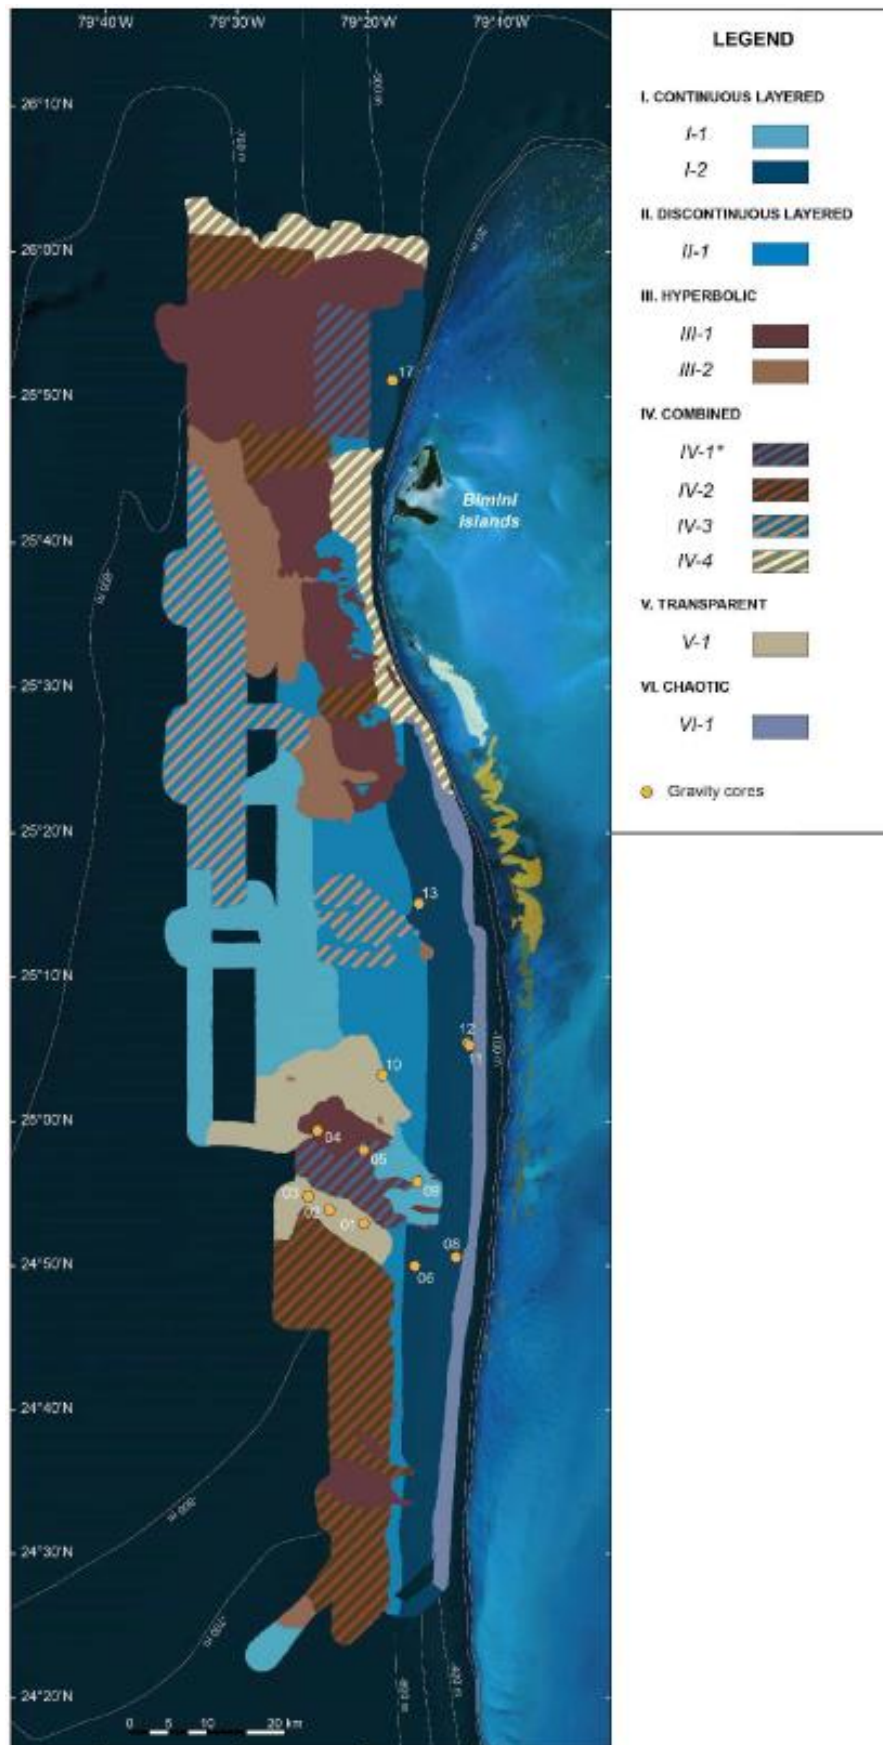 79°40'W 79°30'W 79°20'W 79°10'W
LEGEND
I. CONTINUOUS LAYERED
I-1
I-2
II. DISCONTINUOUS LAYERED
II-1
III. HYPERBOLIC
III-1
III-2
IV. COMBINED
IV-1*
IV-2
IV-3
IV-4
V. TRANSPARENT
V-1
VI. CHAOTIC
VI-1
Gravity cores
26°10'N
26°00'N
25°50'N
17
Bimini
Islands
25°40'N
25°30'N
25°20'N
13
25°10'N
12
11
-100 m
10
25°00'N
04
05
09
03
02
01
08
24°50'N
06
24°40'N
-800 m
24°30'N
-700 m
24°20'N
0 5 10 20 km